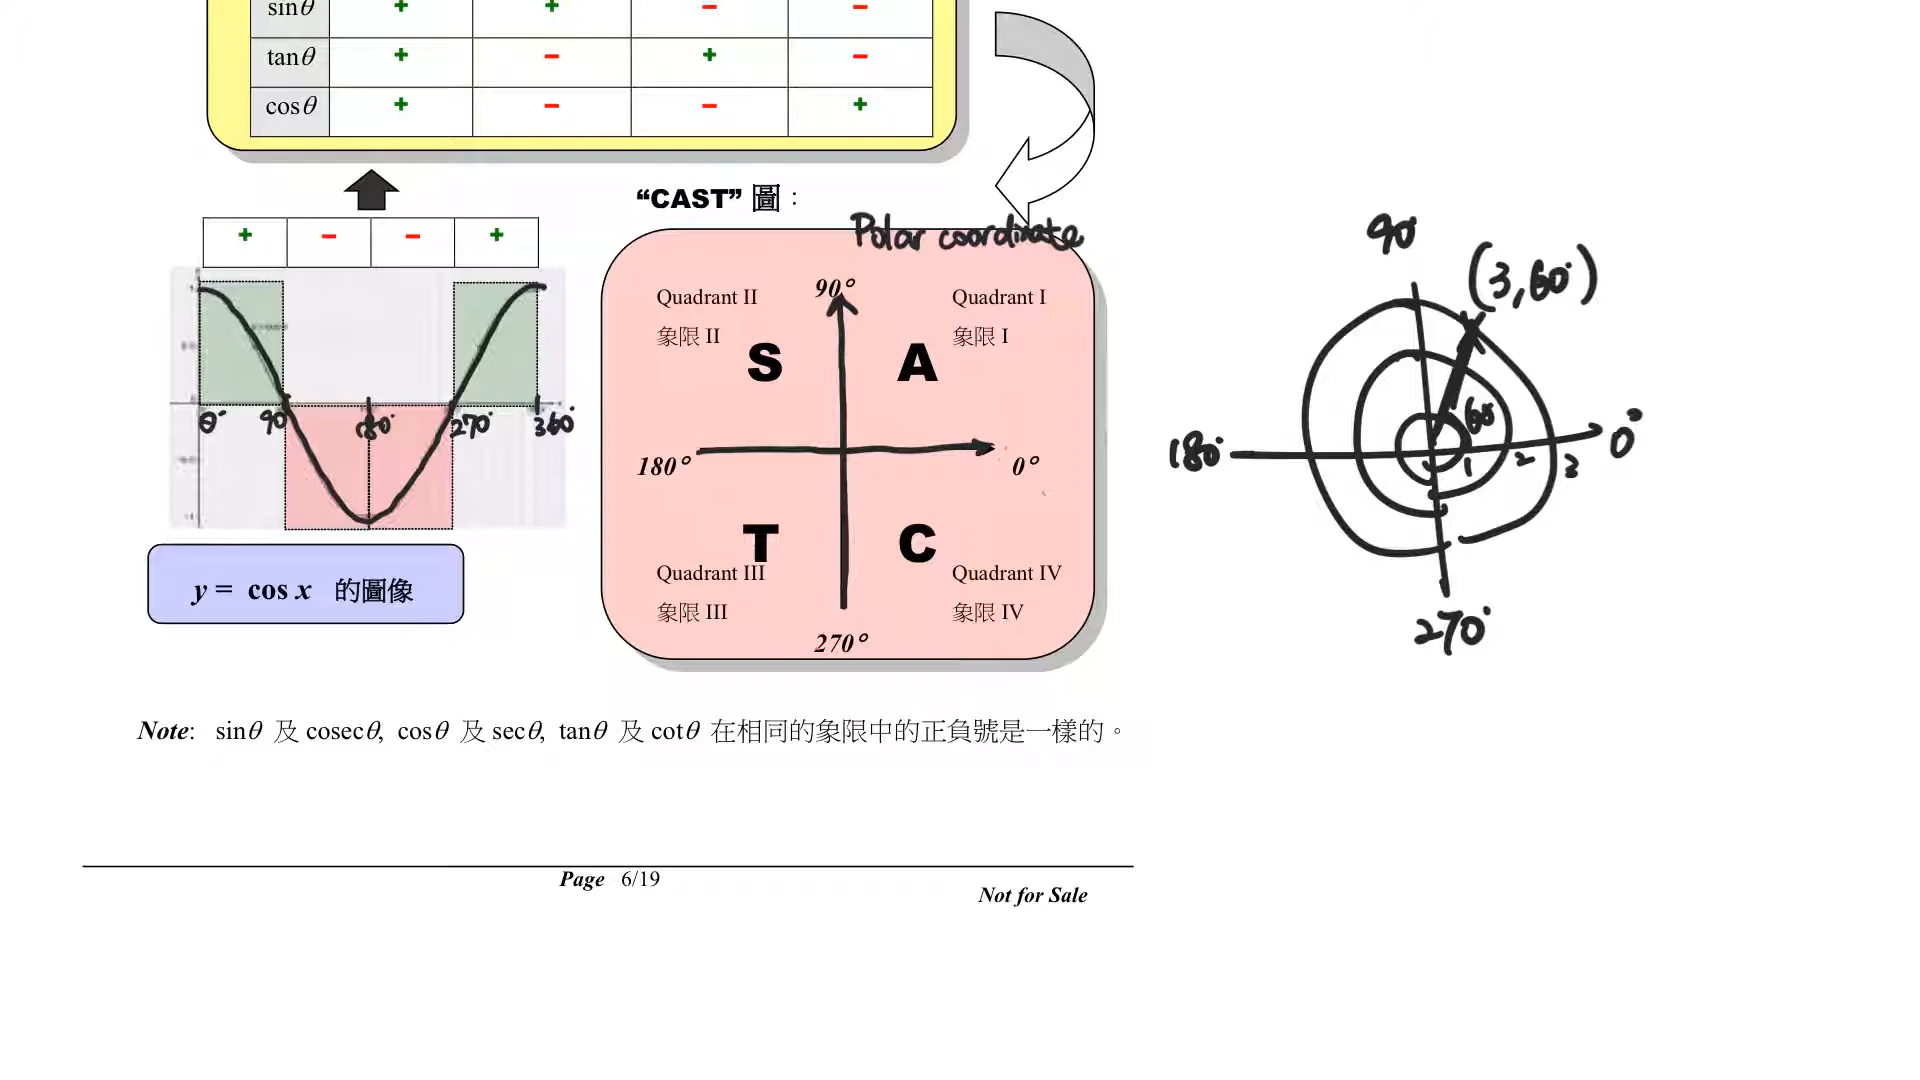 sinθ + + − −
tanθ + − + −
cosθ + − − +
“CAST” 圖：
Polar coordinate
+ − − +
0° 90° 180° 270° 360°
y = cos x 的圖像
90°
Quadrant II
象限 II
S
Quadrant I
象限 I
A
180°
0°
T
Quadrant III
象限 III
C
Quadrant IV
象限 IV
270°
90°
(3, 60°)
60°
180°
0°
1 2 3
270°
Note: sinθ 及 cosecθ, cosθ 及 secθ, tanθ 及 cotθ 在相同的象限中的正負號是一樣的。
Page 6/19
Not for Sale